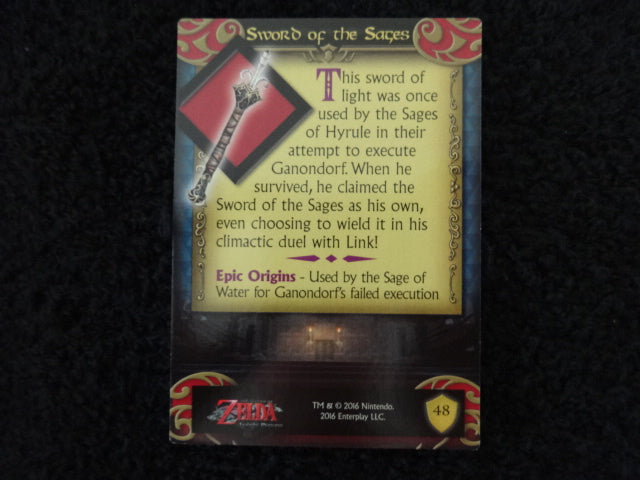 Sword of the Sages
This sword of
light was once
used by the Sages
of Hyrule in their
attempt to execute
Ganondorf. When he
survived, he claimed the
Sword of the Sages as his own,
even choosing to wield it in his
climactic duel with Link!
Epic Origins - Used by the Sage of
Water for Ganondorf's failed execution
ZELDA
Twilight Princess
TM & © 2016 Nintendo.
2016 Enterplay LLC.
48